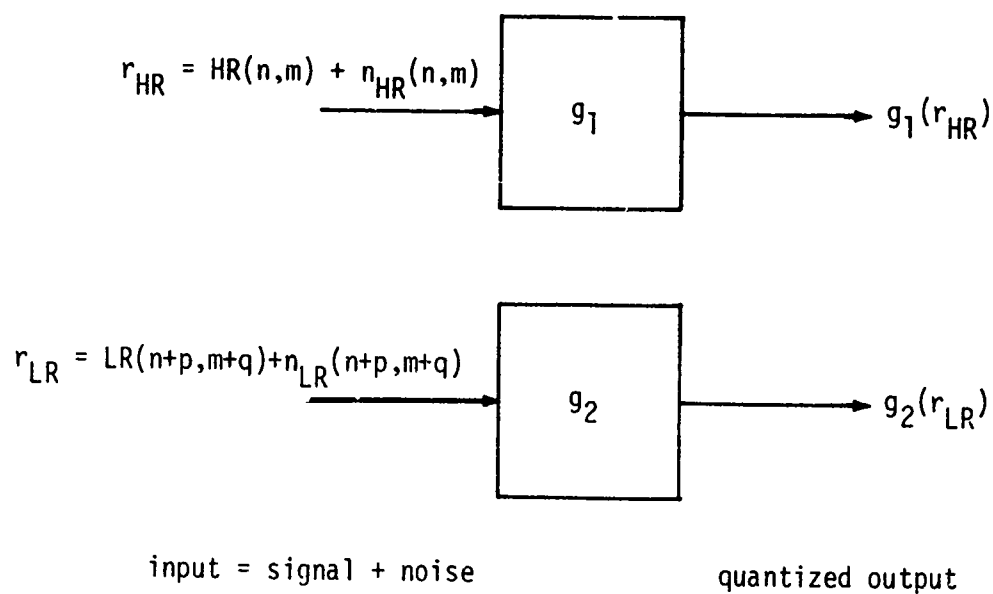 r_HR = HR(n,m) + n_HR(n,m)
g_1
g_1(r_HR)
r_LR = LR(n+p,m+q)+n_LR(n+p,m+q)
g_2
g_2(r_LR)
input = signal + noise
quantized output